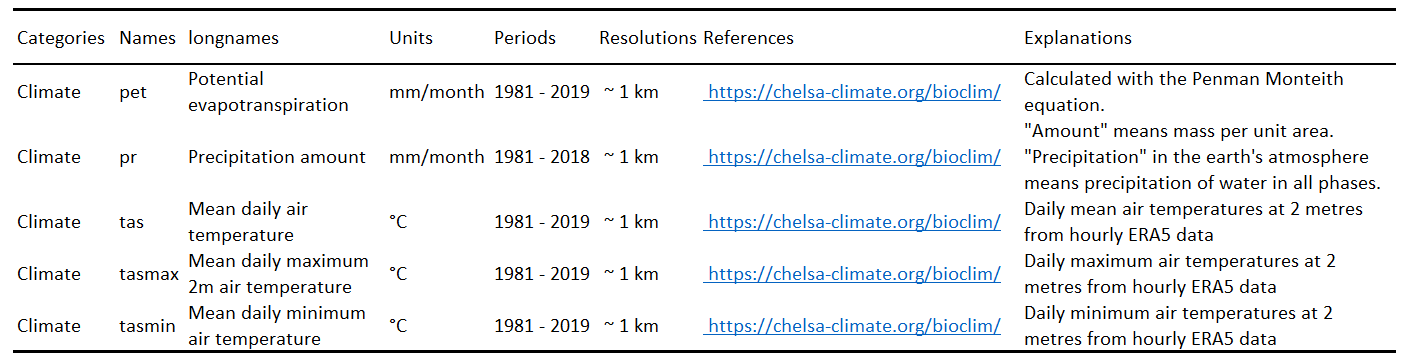 Categories Names longnames Units Periods Resolutions References Explanations
Climate pet Potential evapotranspiration mm/month 1981 - 2019 ~ 1 km https://chelsa-climate.org/bioclim/ Calculated with the Penman Monteith equation.
Climate pr Precipitation amount mm/month 1981 - 2018 ~ 1 km https://chelsa-climate.org/bioclim/ "Amount" means mass per unit area. "Precipitation" in the earth's atmosphere means precipitation of water in all phases.
Climate tas Mean daily air temperature °C 1981 - 2019 ~ 1 km https://chelsa-climate.org/bioclim/ Daily mean air temperatures at 2 metres from hourly ERA5 data
Climate tasmax Mean daily maximum 2m air temperature °C 1981 - 2019 ~ 1 km https://chelsa-climate.org/bioclim/ Daily maximum air temperatures at 2 metres from hourly ERA5 data
Climate tasmin Mean daily minimum air temperature °C 1981 - 2019 ~ 1 km https://chelsa-climate.org/bioclim/ Daily minimum air temperatures at 2 metres from hourly ERA5 data